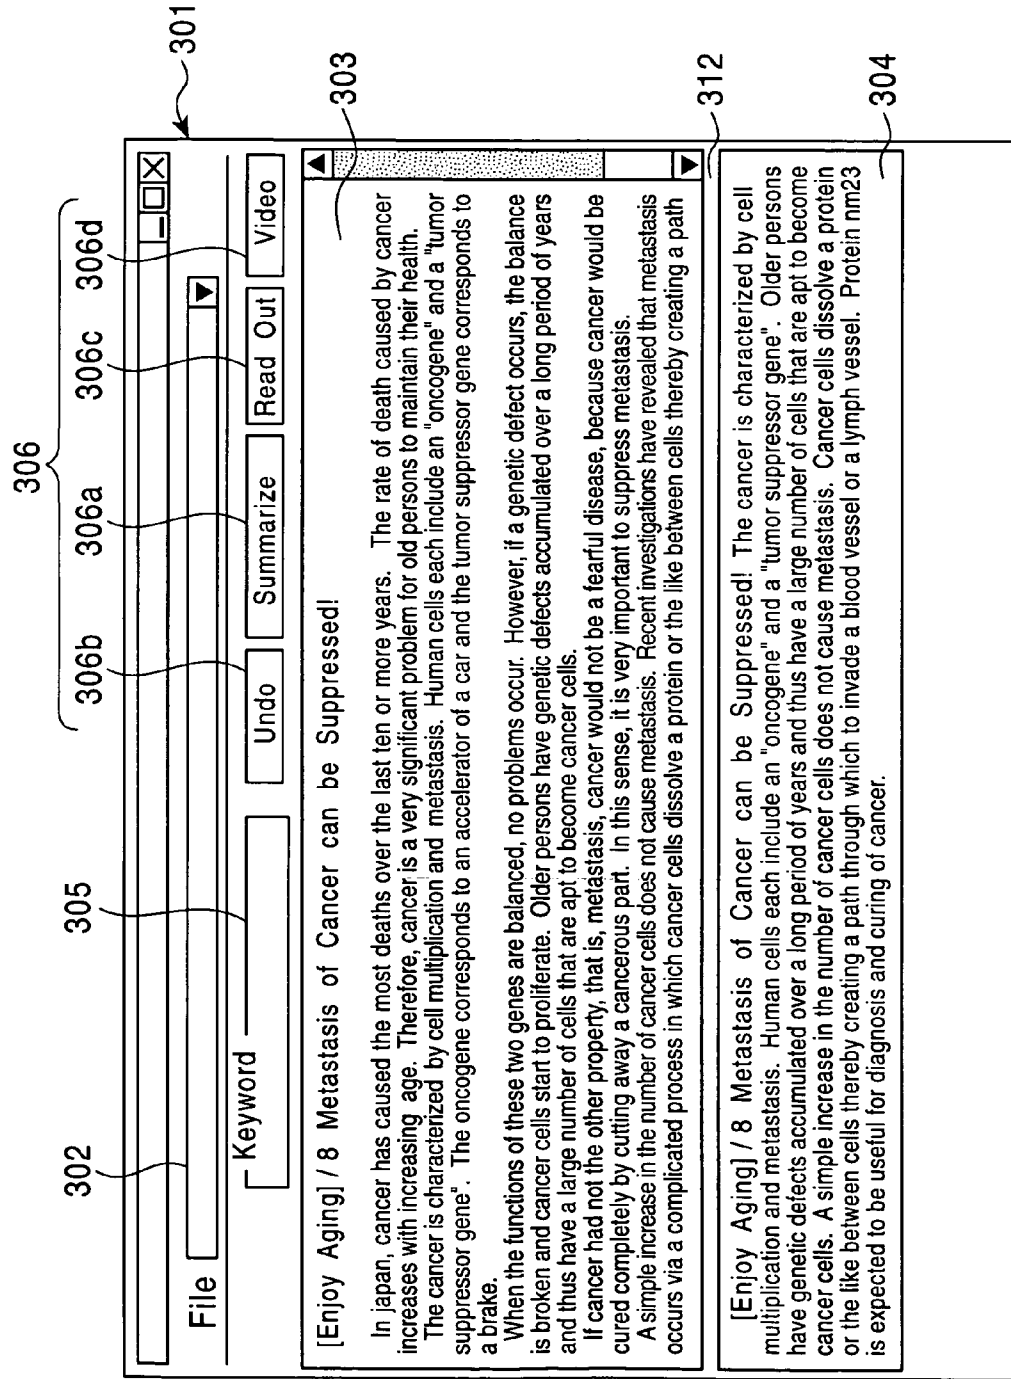 306
306b
306a
306c
306d
302
305
301
File
Keyword
Undo
Summarize
Read Out
Video
303
[Enjoy Aging] / 8 Metastasis of Cancer can be Suppressed!
In japan, cancer has caused the most deaths over the last ten or more years. The rate of death caused by cancer
increases with increasing age. Therefore, cancer is a very significant problem for old persons to maintain their health.
The cancer is characterized by cell multiplication and metastasis. Human cells each include an "oncogene" and a "tumor
suppressor gene". The oncogene corresponds to an accelerator of a car and the tumor suppressor gene corresponds to
a brake.
When the functions of these two genes are balanced, no problems occur. However, if a genetic defect occurs, the balance
is broken and cancer cells start to proliferate. Older persons have genetic defects accumulated over a long period of years
and thus have a large number of cells that are apt to become cancer cells.
If cancer had not the other property, that is, metastasis, cancer would not be a fearful disease, because cancer would be
cured completely by cutting away a cancerous part. In this sense, it is very important to suppress metastasis.
A simple increase in the number of cancer cells does not cause metastasis. Recent investigations have revealed that metastasis
occurs via a complicated process in which cancer cells dissolve a protein or the like between cells thereby creating a path
312
[Enjoy Aging] / 8 Metastasis of Cancer can be Suppressed! The cancer is characterized by cell
multiplication and metastasis. Human cells each include an "oncogene" and a "tumor suppressor gene". Older persons
have genetic defects accumulated over a long period of years and thus have a large number of cells that are apt to become
cancer cells. A simple increase in the number of cancer cells does not cause metastasis. Cancer cells dissolve a protein
or the like between cells thereby creating a path through which to invade a blood vessel or a lymph vessel. Protein nm23
is expected to be useful for diagnosis and curing of cancer.
304